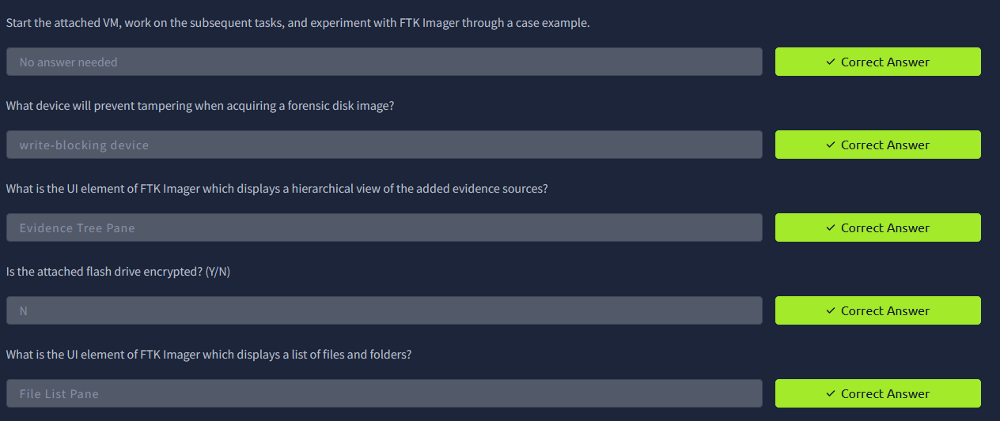 Start the attached VM, work on the subsequent tasks, and experiment with FTK Imager through a case example.
No answer needed
✓ Correct Answer
What device will prevent tampering when acquiring a forensic disk image?
write-blocking device
✓ Correct Answer
What is the UI element of FTK Imager which displays a hierarchical view of the added evidence sources?
Evidence Tree Pane
✓ Correct Answer
Is the attached flash drive encrypted? (Y/N)
N
✓ Correct Answer
What is the UI element of FTK Imager which displays a list of files and folders?
File List Pane
✓ Correct Answer